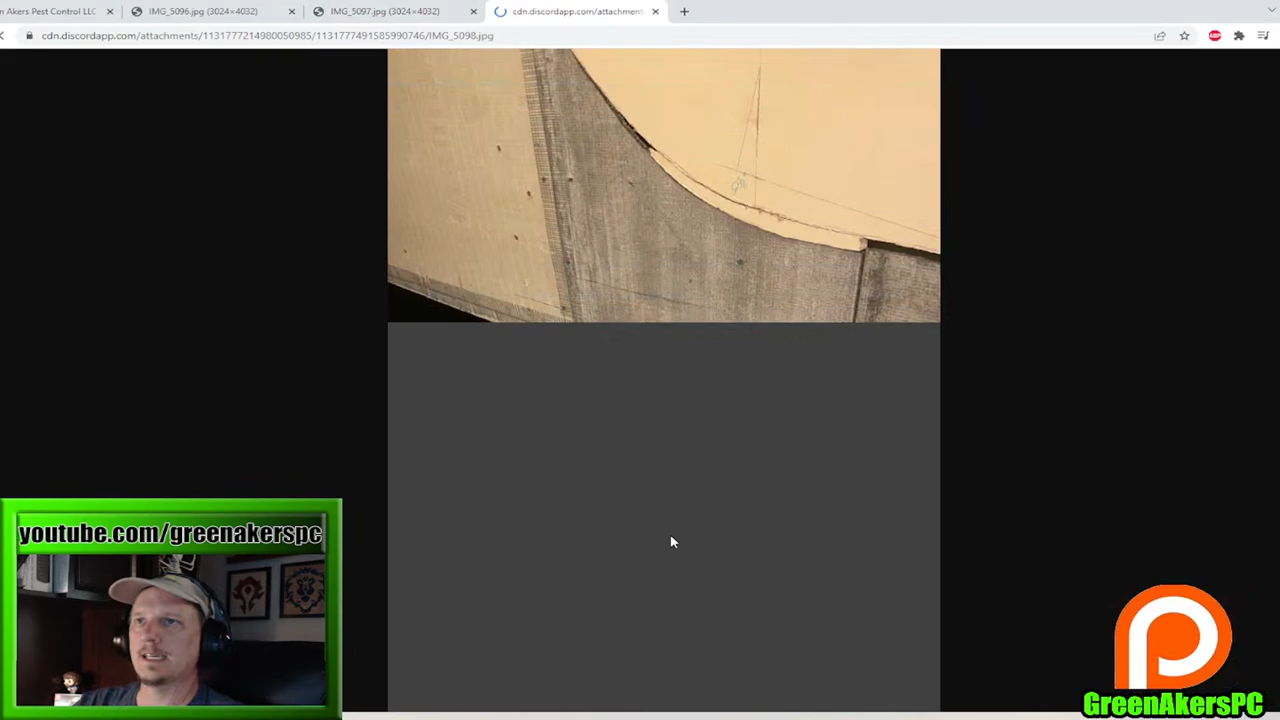 n Akers Pest Control LLC
IMG_5096.jpg (3024×4032)
IMG_5097.jpg (3024×4032)
cdn.discordapp.com/attachment
cdn.discordapp.com/attachments/1131777214980050985/1131777491585990746/IMG_5098.jpg
ABP
youtube.com/greenakerspc
GreenAkersPC